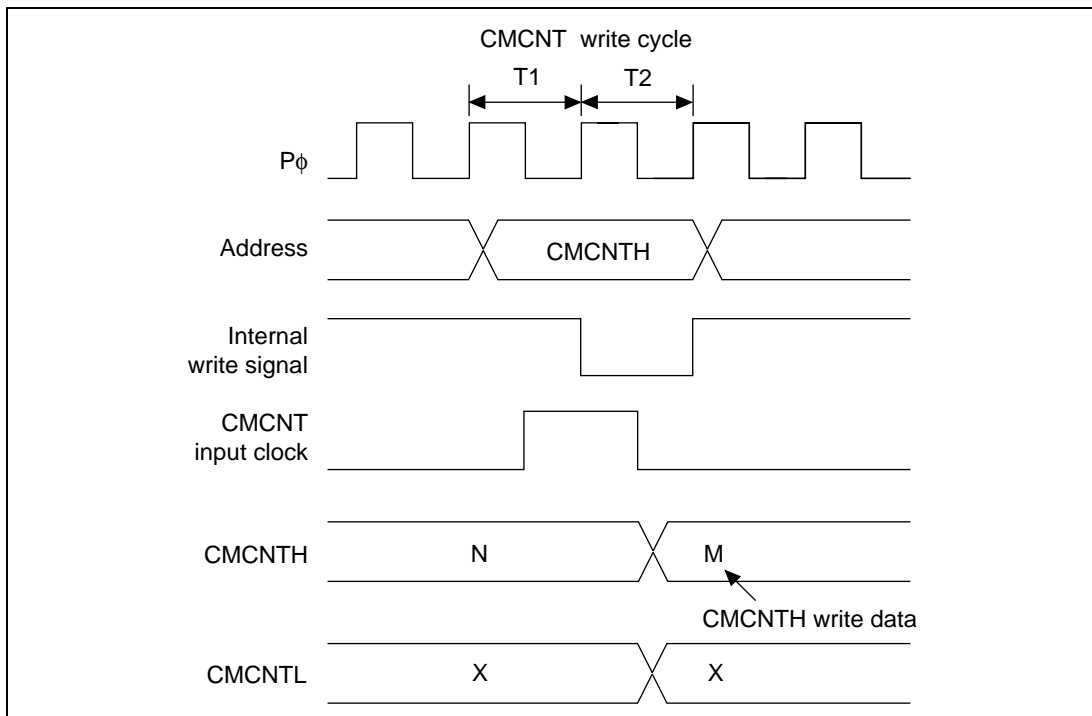 CMCNT write cycle
T1
T2
Pϕ
Address
CMCNTH
Internal
write signal
CMCNT
input clock
CMCNTH
N
M
CMCNTH write data
CMCNTL
X
X